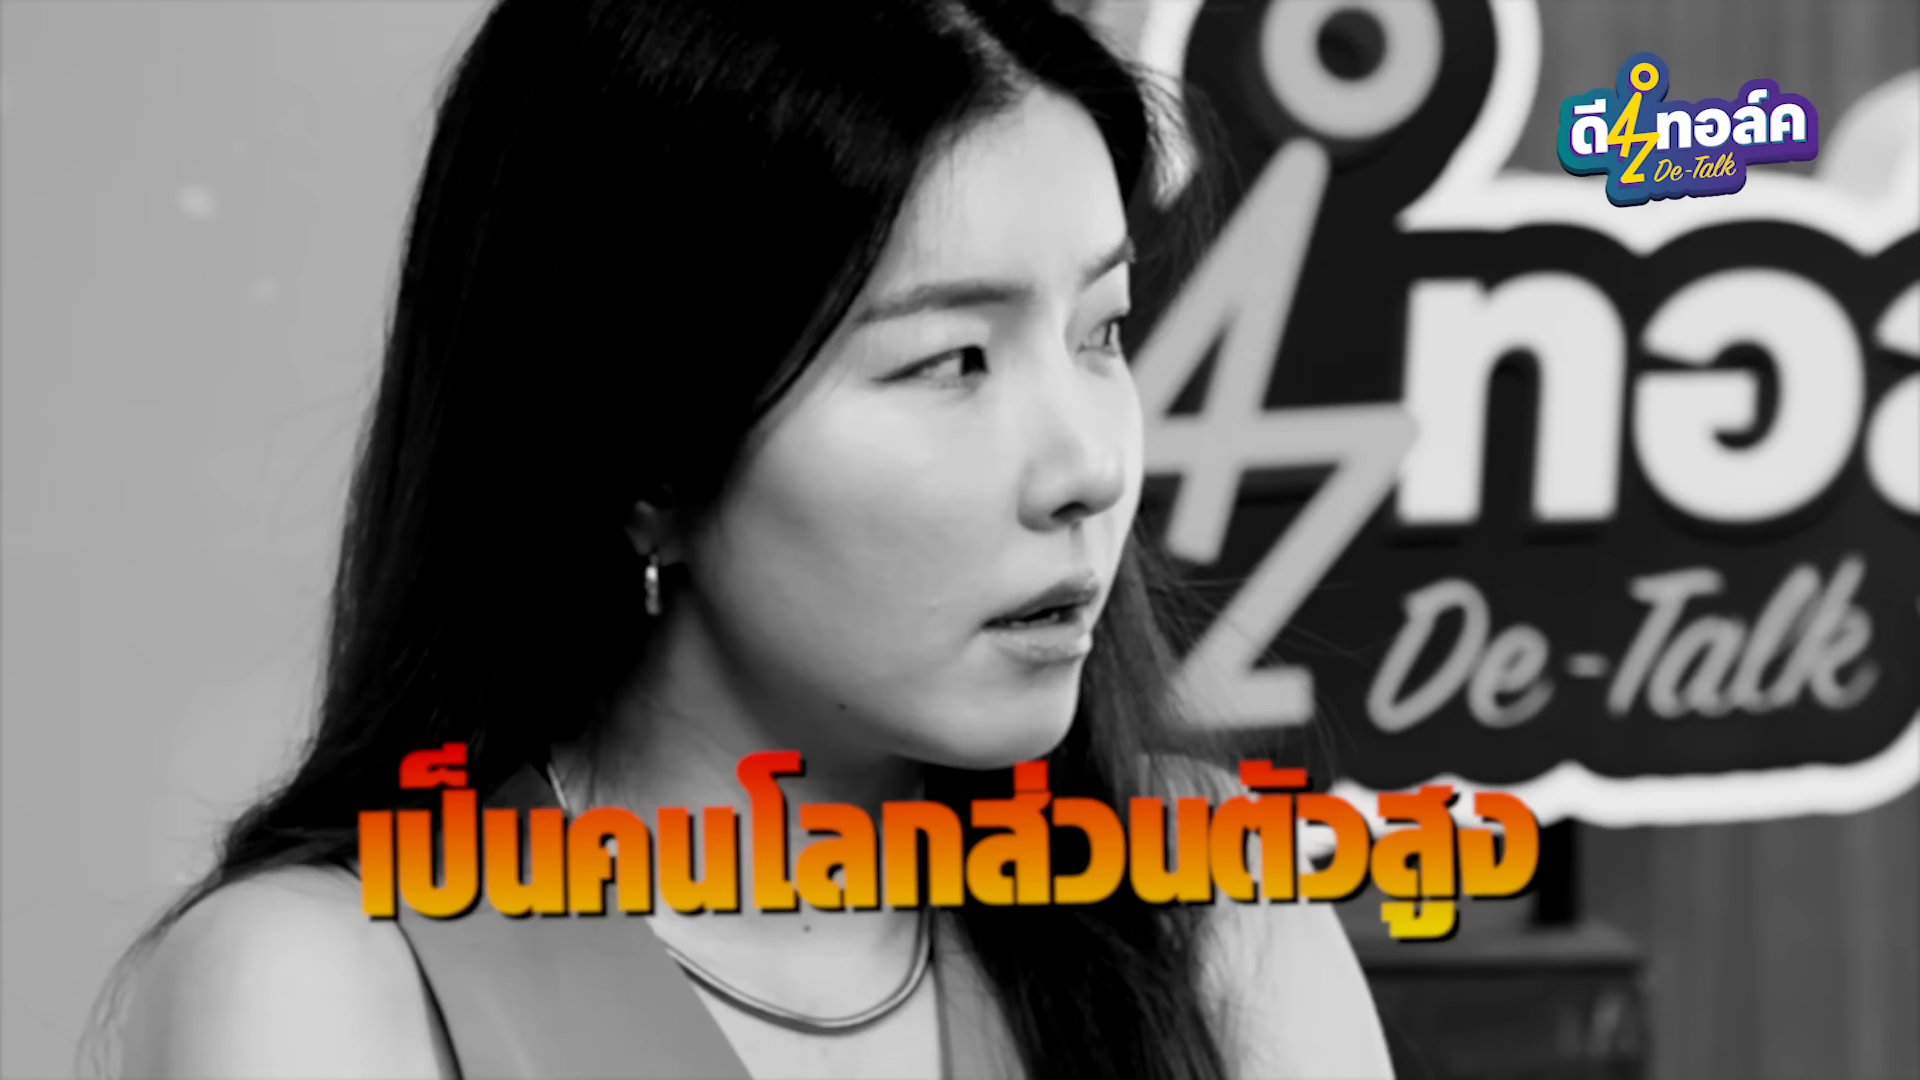 ดี
ทอล์ค
De-Talk
ทอล
De-Talk
เป็นคนโลกส่วนตัวสูง